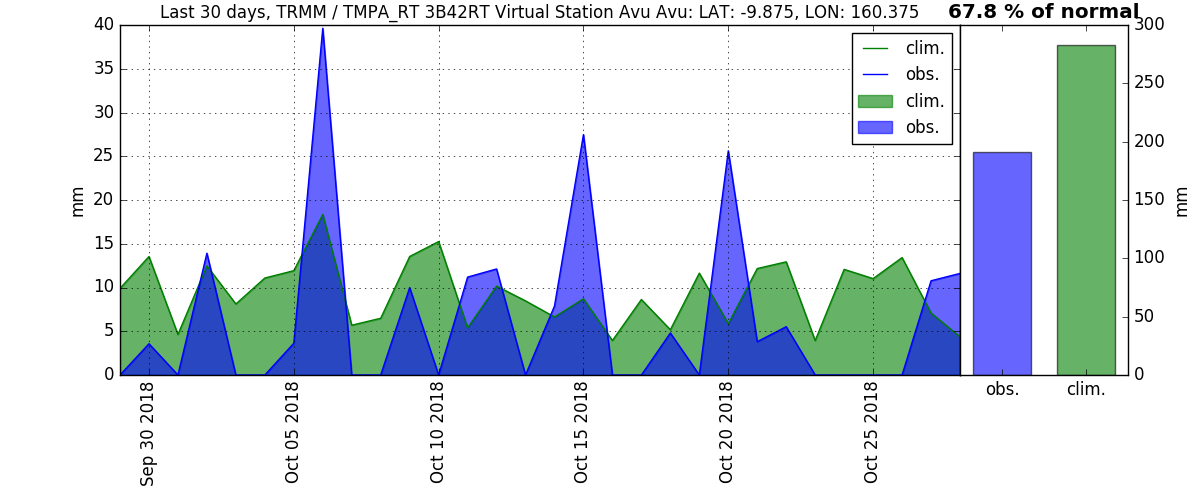 Last 30 days, TRMM / TMPA_RT 3B42RT Virtual Station Avu Avu: LAT: -9.875, LON: 160.375
67.8 % of normal
40
35
30
25
20
15
10
5
0
mm
clim.
obs.
clim.
obs.
Sep 30 2018
Oct 05 2018
Oct 10 2018
Oct 15 2018
Oct 20 2018
Oct 25 2018
300
250
200
150
100
50
0
mm
obs.
clim.